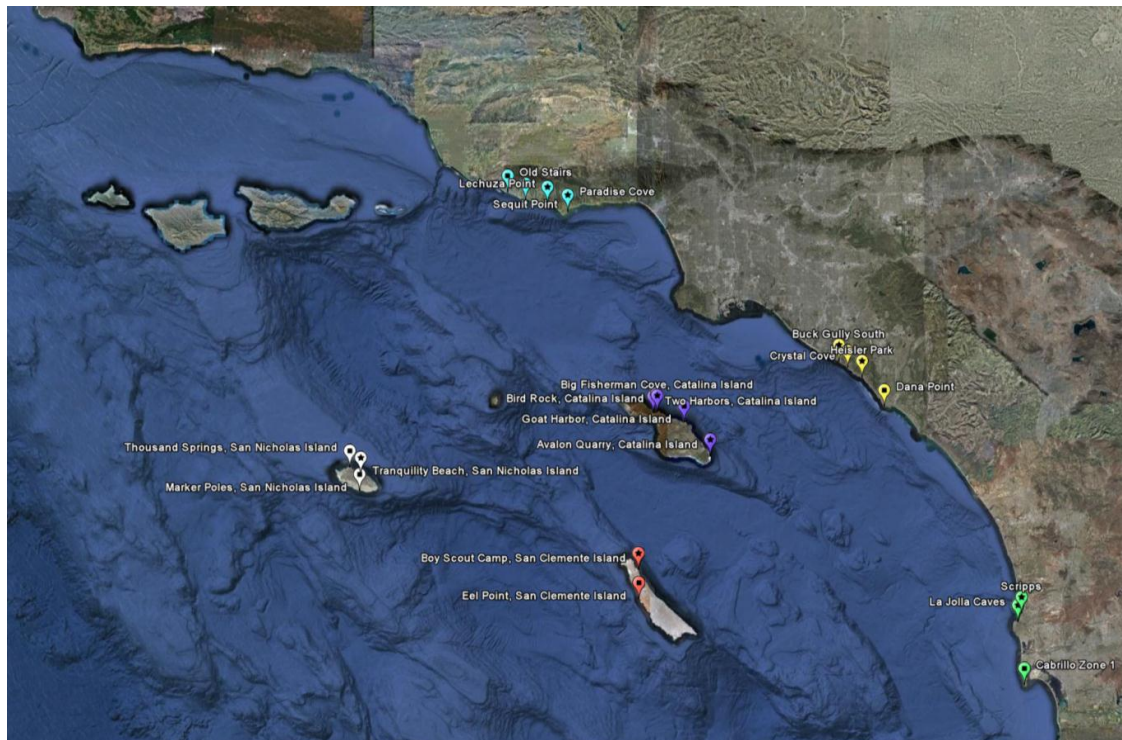 Old Stairs
Lechuza Point
Paradise Cove
Sequit Point
Buck Gully South
Heisler Park
Crystal Cove
Dana Point
Big Fisherman Cove, Catalina Island
Bird Rock, Catalina Island
Two Harbors, Catalina Island
Goat Harbor, Catalina Island
Avalon Quarry, Catalina Island
Thousand Springs, San Nicholas Island
Tranquility Beach, San Nicholas Island
Marker Poles, San Nicholas Island
Boy Scout Camp, San Clemente Island
Eel Point, San Clemente Island
Scripps
La Jolla Caves
Cabrillo Zone 1